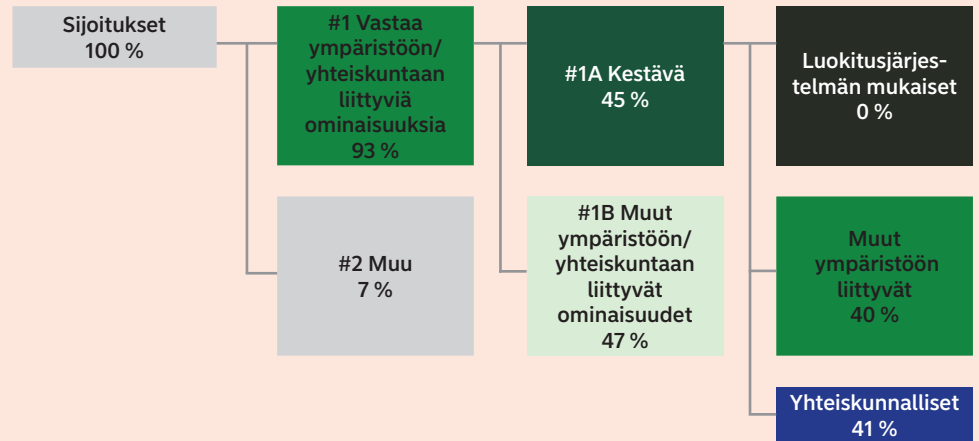 Sijoitukset
100 %
#1 Vastaa
ympäristöön/
yhteiskuntaan
liittyviä
ominaisuuksia
93 %
#2 Muu
7 %
#1A Kestävä
45 %
#1B Muut
ympäristöön/
yhteiskuntaan
liittyvät
ominaisuudet
47 %
Luokitusjärjes-
telmän mukaiset
0 %
Muut
ympäristöön
liittyvät
40 %
Yhteiskunnalliset
41 %